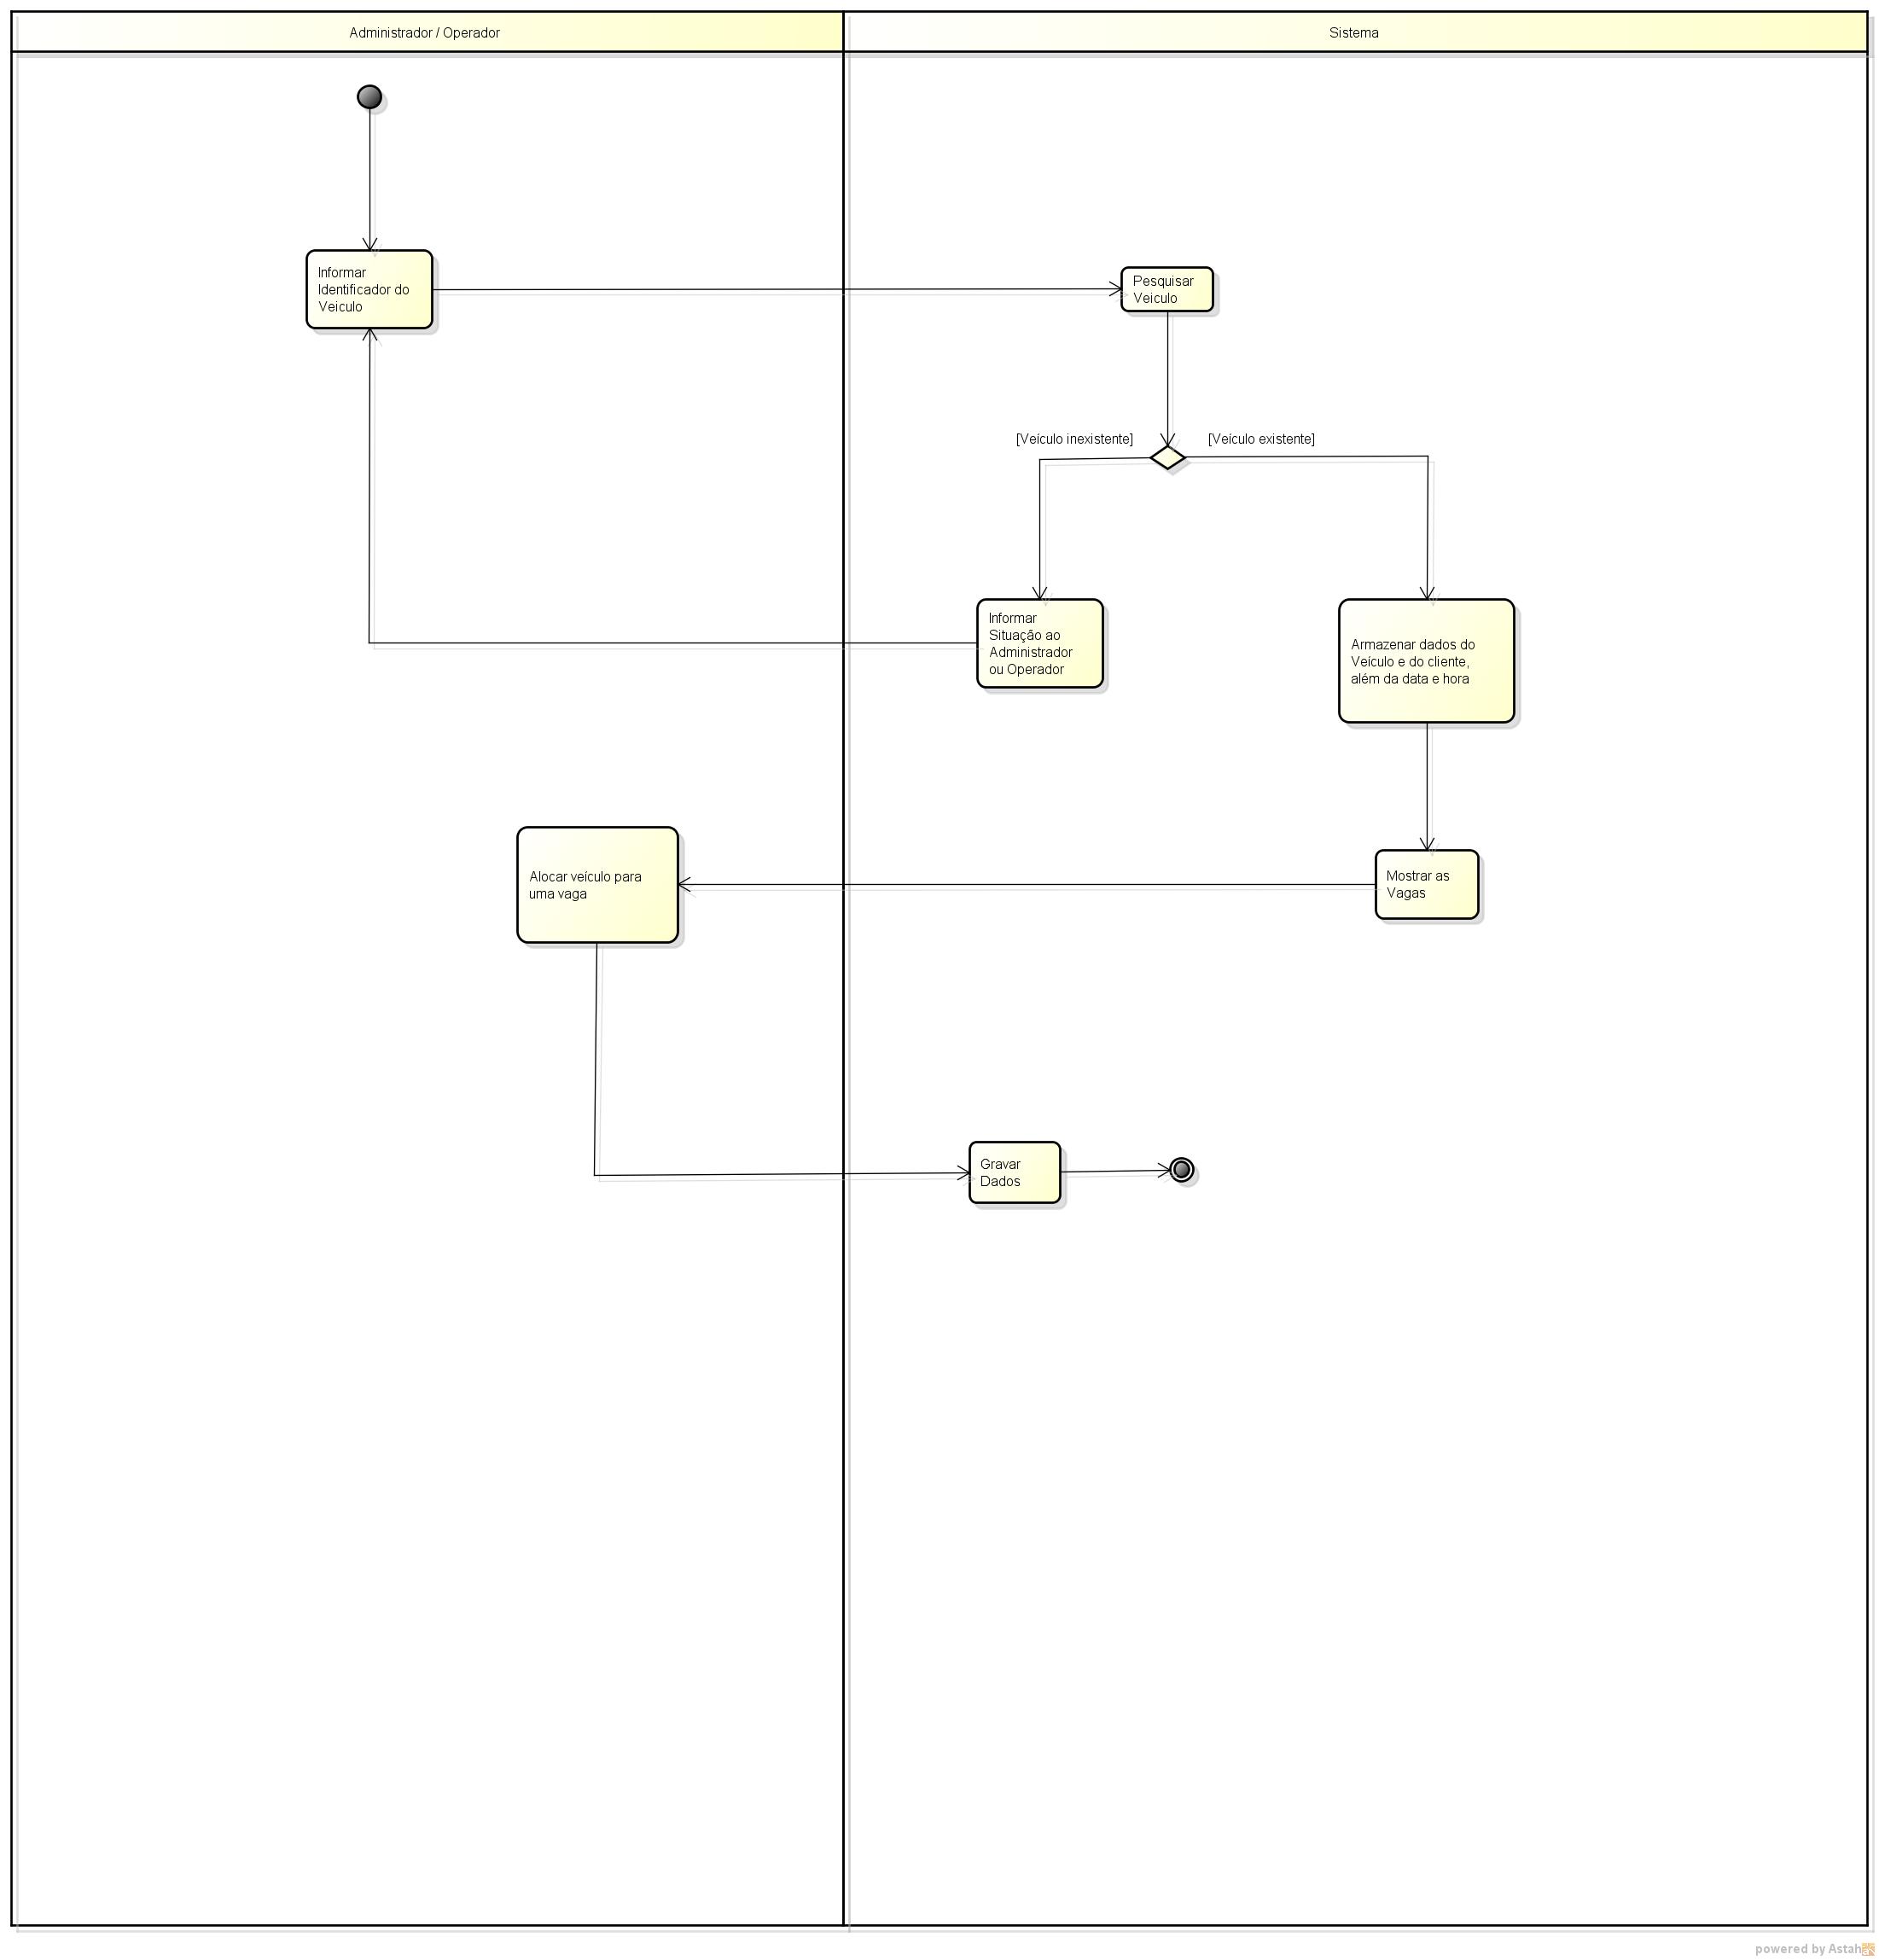 Administrador / Operador
Sistema
Informar
Identificador do
Veiculo
Pesquisar
Veiculo
[Veículo inexistente]
[Veículo existente]
Informar
Situação ao
Administrador
ou Operador
Armazenar dados do
Veículo e do cliente,
além da data e hora
Alocar veículo para
uma vaga
Mostrar as
Vagas
Gravar
Dados
powered by Astah